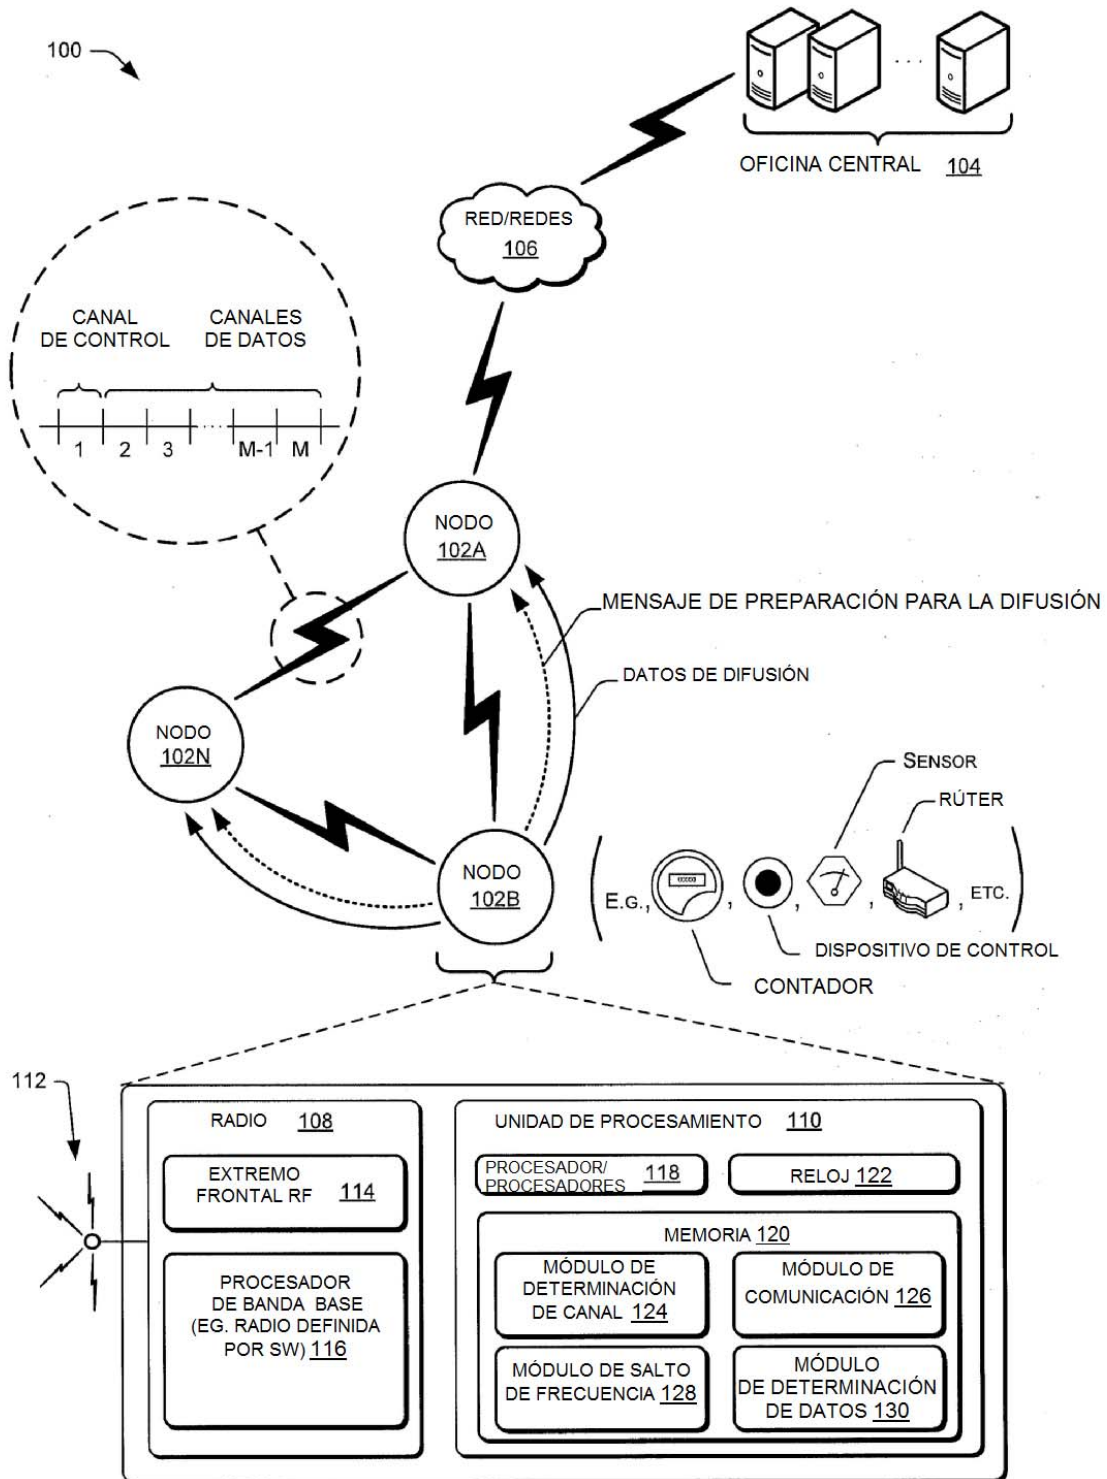 100
OFICINA CENTRAL 104
RED/REDES
106
CANAL
DE CONTROL
CANALES
DE DATOS
1 2 3 ... M-1 M
NODO
102A
MENSAJE DE PREPARACIÓN PARA LA DIFUSIÓN
DATOS DE DIFUSIÓN
NODO
102N
SENSOR
RÚTER
NODO
102B
E.G., , , , , ETC.
DISPOSITIVO DE CONTROL
CONTADOR
112
RADIO 108
EXTREMO
FRONTAL RF 114
PROCESADOR
DE BANDA BASE
(EG. RADIO DEFINIDA
POR SW) 116
UNIDAD DE PROCESAMIENTO 110
PROCESADOR/
PROCESADORES 118
RELOJ 122
MEMORIA 120
MÓDULO DE
DETERMINACIÓN
DE CANAL 124
MÓDULO DE
COMUNICACIÓN 126
MÓDULO DE SALTO
DE FRECUENCIA 128
MÓDULO
DE DETERMINACIÓN
DE DATOS 130